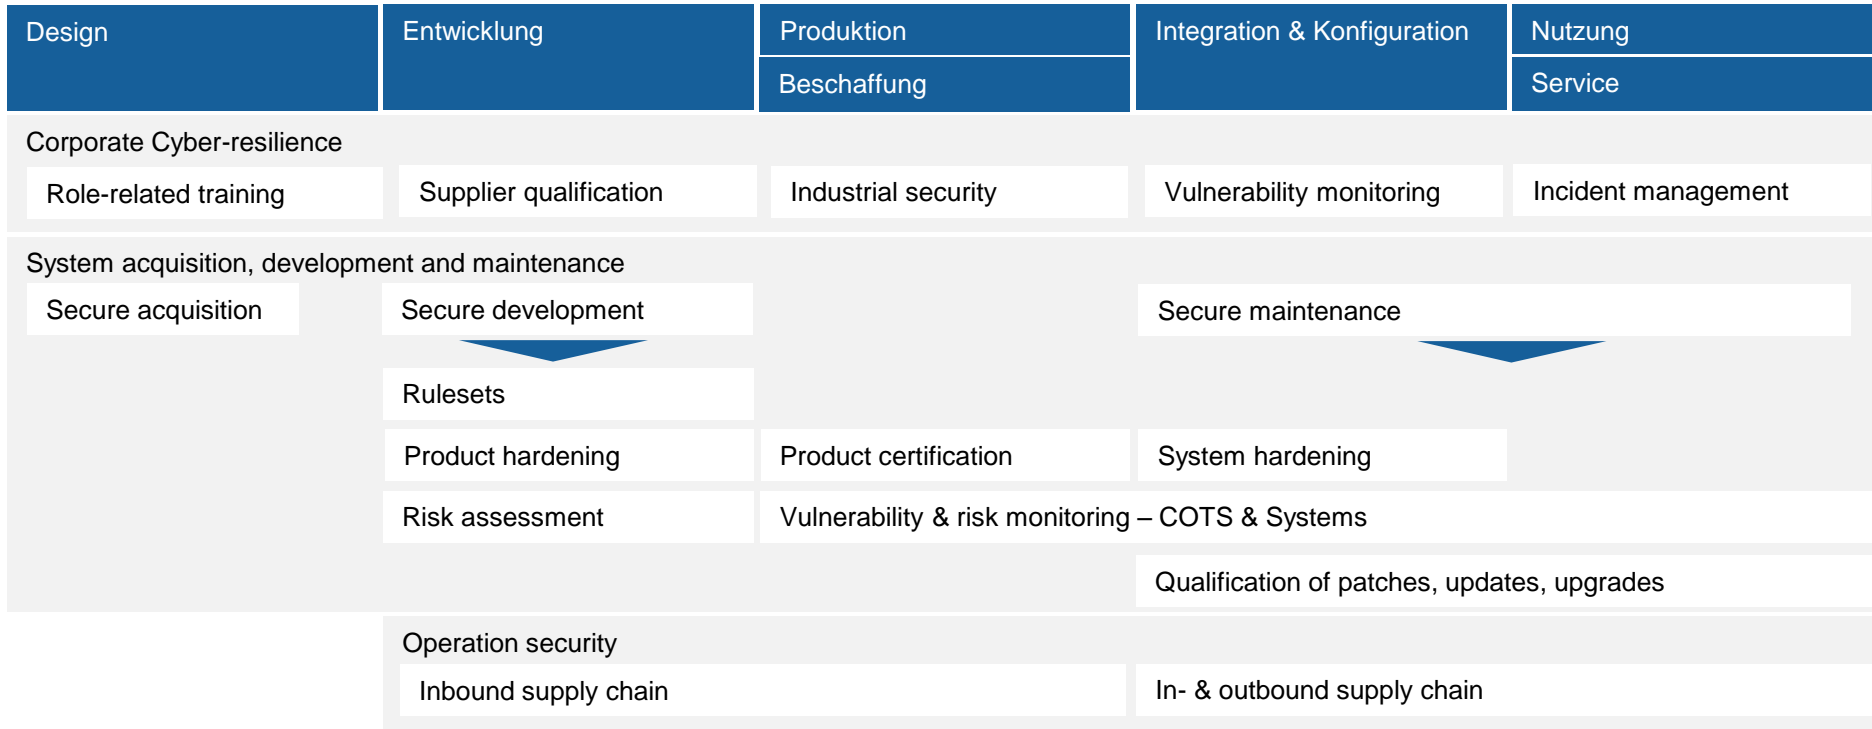 Design
Entwicklung
Produktion
Integration & Konfiguration
Nutzung
Beschaffung
Service
Corporate Cyber-resilience
Role-related training
Supplier qualification
Industrial security
Vulnerability monitoring
Incident management
System acquisition, development and maintenance
Secure acquisition
Secure development
Secure maintenance
Rulesets
Product hardening
Product certification
System hardening
Risk assessment
Vulnerability & risk monitoring – COTS & Systems
Qualification of patches, updates, upgrades
Operation security
Inbound supply chain
In- & outbound supply chain